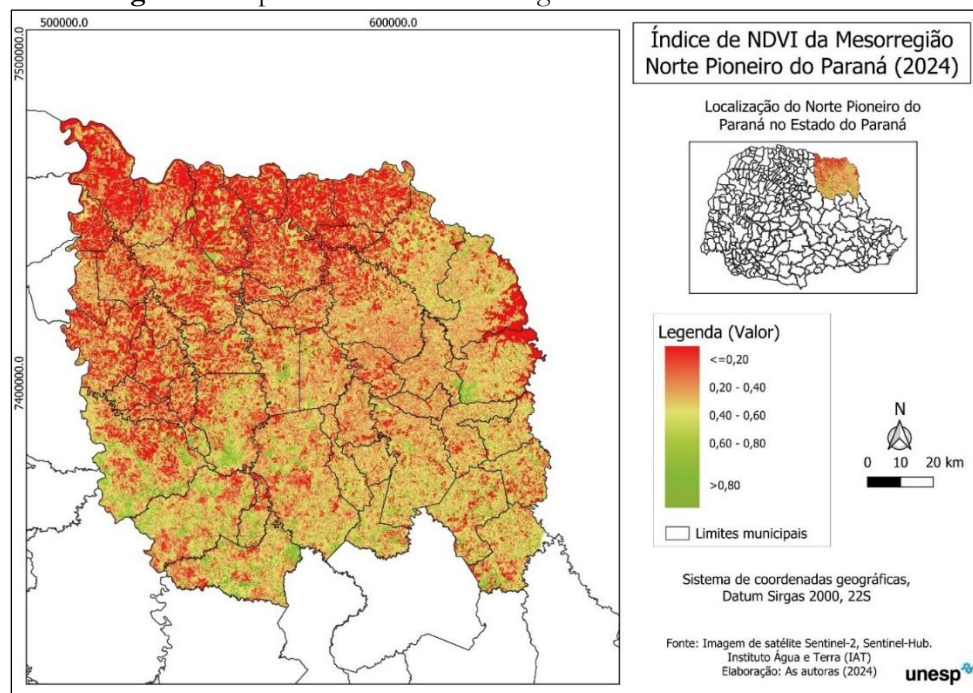 500000.0
600000.0
7500000.0
7400000.0
Índice de NDVI da Mesorregião
Norte Pioneiro do Paraná (2024)
Localização do Norte Pioneiro do
Paraná no Estado do Paraná
Legenda (Valor)
<=0,20
0,20 - 0,40
0,40 - 0,60
0,60 - 0,80
>0,80
Limites municipais
N
0 10 20 km
Sistema de coordenadas geográficas,
Datum Sirgas 2000, 22S
Fonte: Imagem de satélite Sentinel-2, Sentinel-Hub.
Instituto Água e Terra (IAT)
Elaboração: As autoras (2024)
unesp